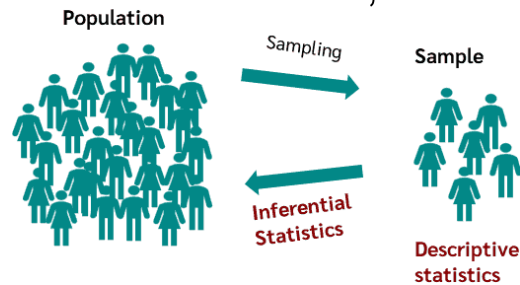 Population
Sampling
Sample
Inferential
Statistics
Descriptive
statistics